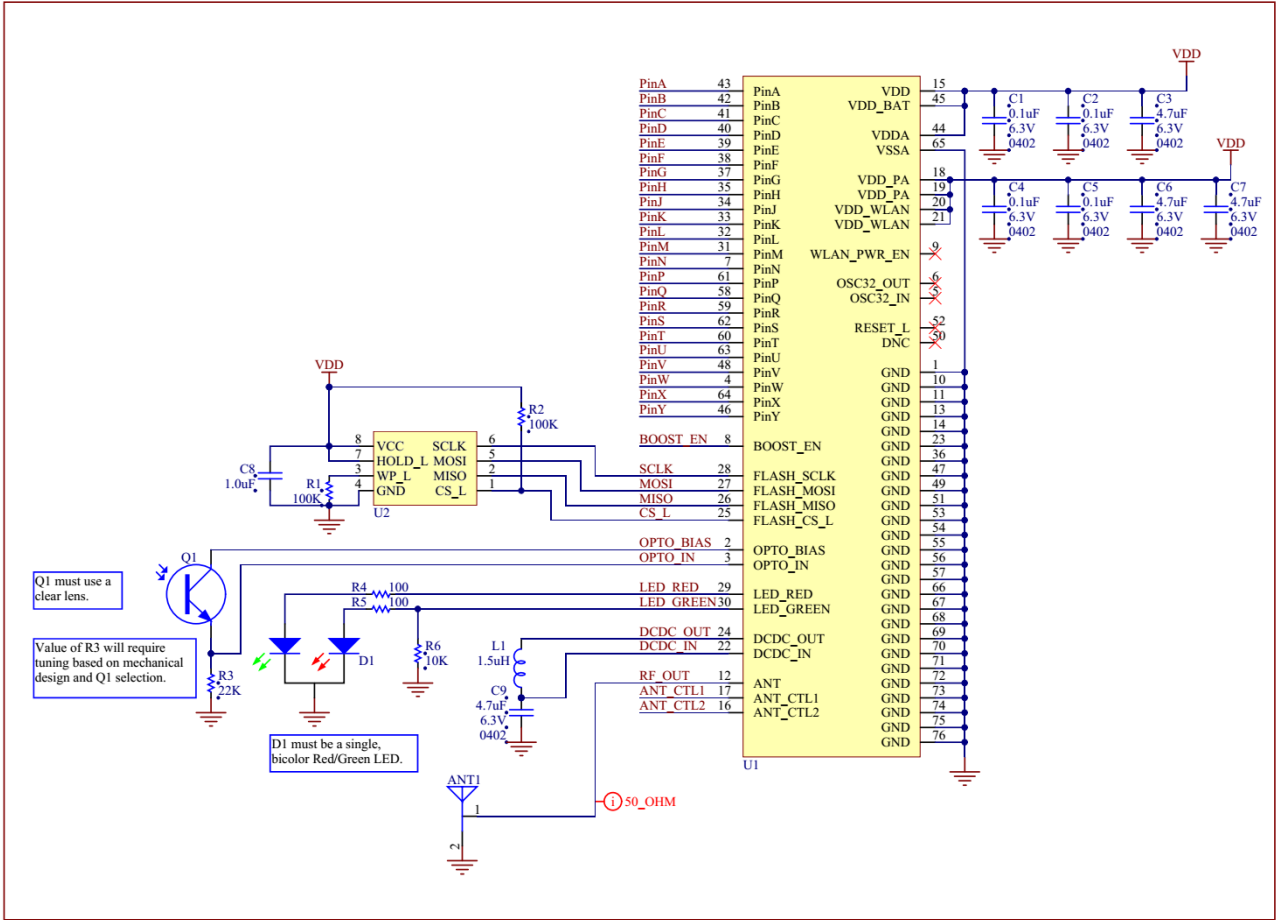 VDD
PinA 43 PinA VDD 15
PinB 42 PinB VDD_BAT 45
PinC 41 PinC
PinD 40 PinD VDDA 44
PinE 39 PinE VSSA 65
PinF 38 PinF
PinG 37 PinG VDD_PA 18
PinH 35 PinH VDD_PA 19
PinJ 34 PinJ VDD_WLAN 20
PinK 33 PinK VDD_WLAN 21
PinL 32 PinL
PinM 31 PinM WLAN_PWR_EN 9
PinN 7 PinN
PinP 61 PinP OSC32_OUT 6
PinQ 58 PinQ OSC32_IN 5
PinR 59 PinR
PinS 62 PinS RESET_L 52
PinT 60 PinT DNC 50
PinU 63 PinU
PinV 48 PinV GND 1
PinW 4 PinW GND 10
PinX 64 PinX GND 11
PinY 46 PinY GND 13
GND 14
BOOST_EN 8 BOOST_EN GND 23
GND 36
SCLK 28 FLASH_SCLK GND 47
MOSI 27 FLASH_MOSI GND 49
MISO 26 FLASH_MISO GND 51
CS_L 25 FLASH_CS_L GND 53
GND 54
OPTO_BIAS 2 OPTO_BIAS GND 55
OPTO_IN 3 OPTO_IN GND 56
GND 57
LED_RED 29 LED_RED GND 66
LED_GREEN 30 LED_GREEN GND 67
GND 68
DCDC_OUT 24 DCDC_OUT GND 69
DCDC_IN 22 DCDC_IN GND 70
GND 71
RF_OUT 12 ANT GND 72
ANT_CTL1 17 ANT_CTL1 GND 73
ANT_CTL2 16 ANT_CTL2 GND 74
GND 75
GND 76
U1
C1 C2 C3
0.1uF 0.1uF 4.7uF
6.3V 6.3V 6.3V
0402 0402 0402
VDD
C4 C5 C6 C7
0.1uF 0.1uF 4.7uF 4.7uF
6.3V 6.3V 6.3V 6.3V
0402 0402 0402 0402
VDD
R2
100K
8 VCC SCLK 6
7 HOLD_L MOSI 5
3 WP_L MISO 2
4 GND CS_L 1
U2
C8
1.0uF
R1
100K
Q1
Q1 must use a
clear lens.
Value of R3 will require
tuning based on mechanical
design and Q1 selection.
R3
22K
R4 100
R5 100
D1
R6
10K
D1 must be a single,
bicolor Red/Green LED.
L1
1.5uH
C9
4.7uF
6.3V
0402
ANT1
1
2
i 50_OHM